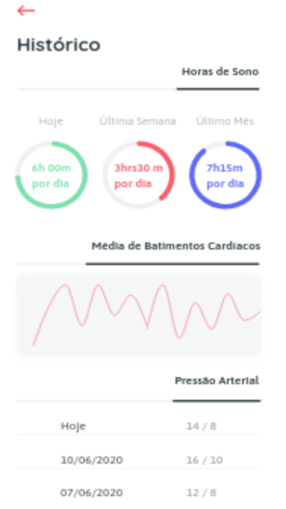 Histórico
Horas de Sono
Hoje Última Semana Último Mês
6h 00m 3hrs30 m 7h15m
por dia por dia por dia
Média de Batimentos Cardiacos
Pressão Arterial
Hoje 14 / 8
10/06/2020 16 / 10
07/06/2020 12 / 8